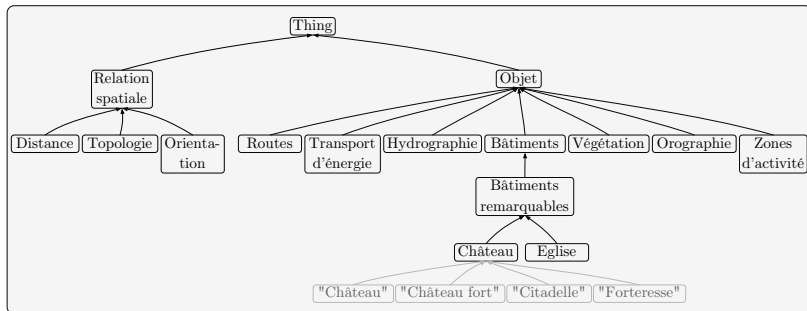 Thing
Relation
spatiale
Objet
Distance
Topologie
Orienta-
tion
Routes
Transport
d'énergie
Hydrographie
Bâtiments
Végétation
Orographie
Zones
d'activité
Bâtiments
remarquables
Château
Eglise
"Château"
"Château fort"
"Citadelle"
"Forteresse"